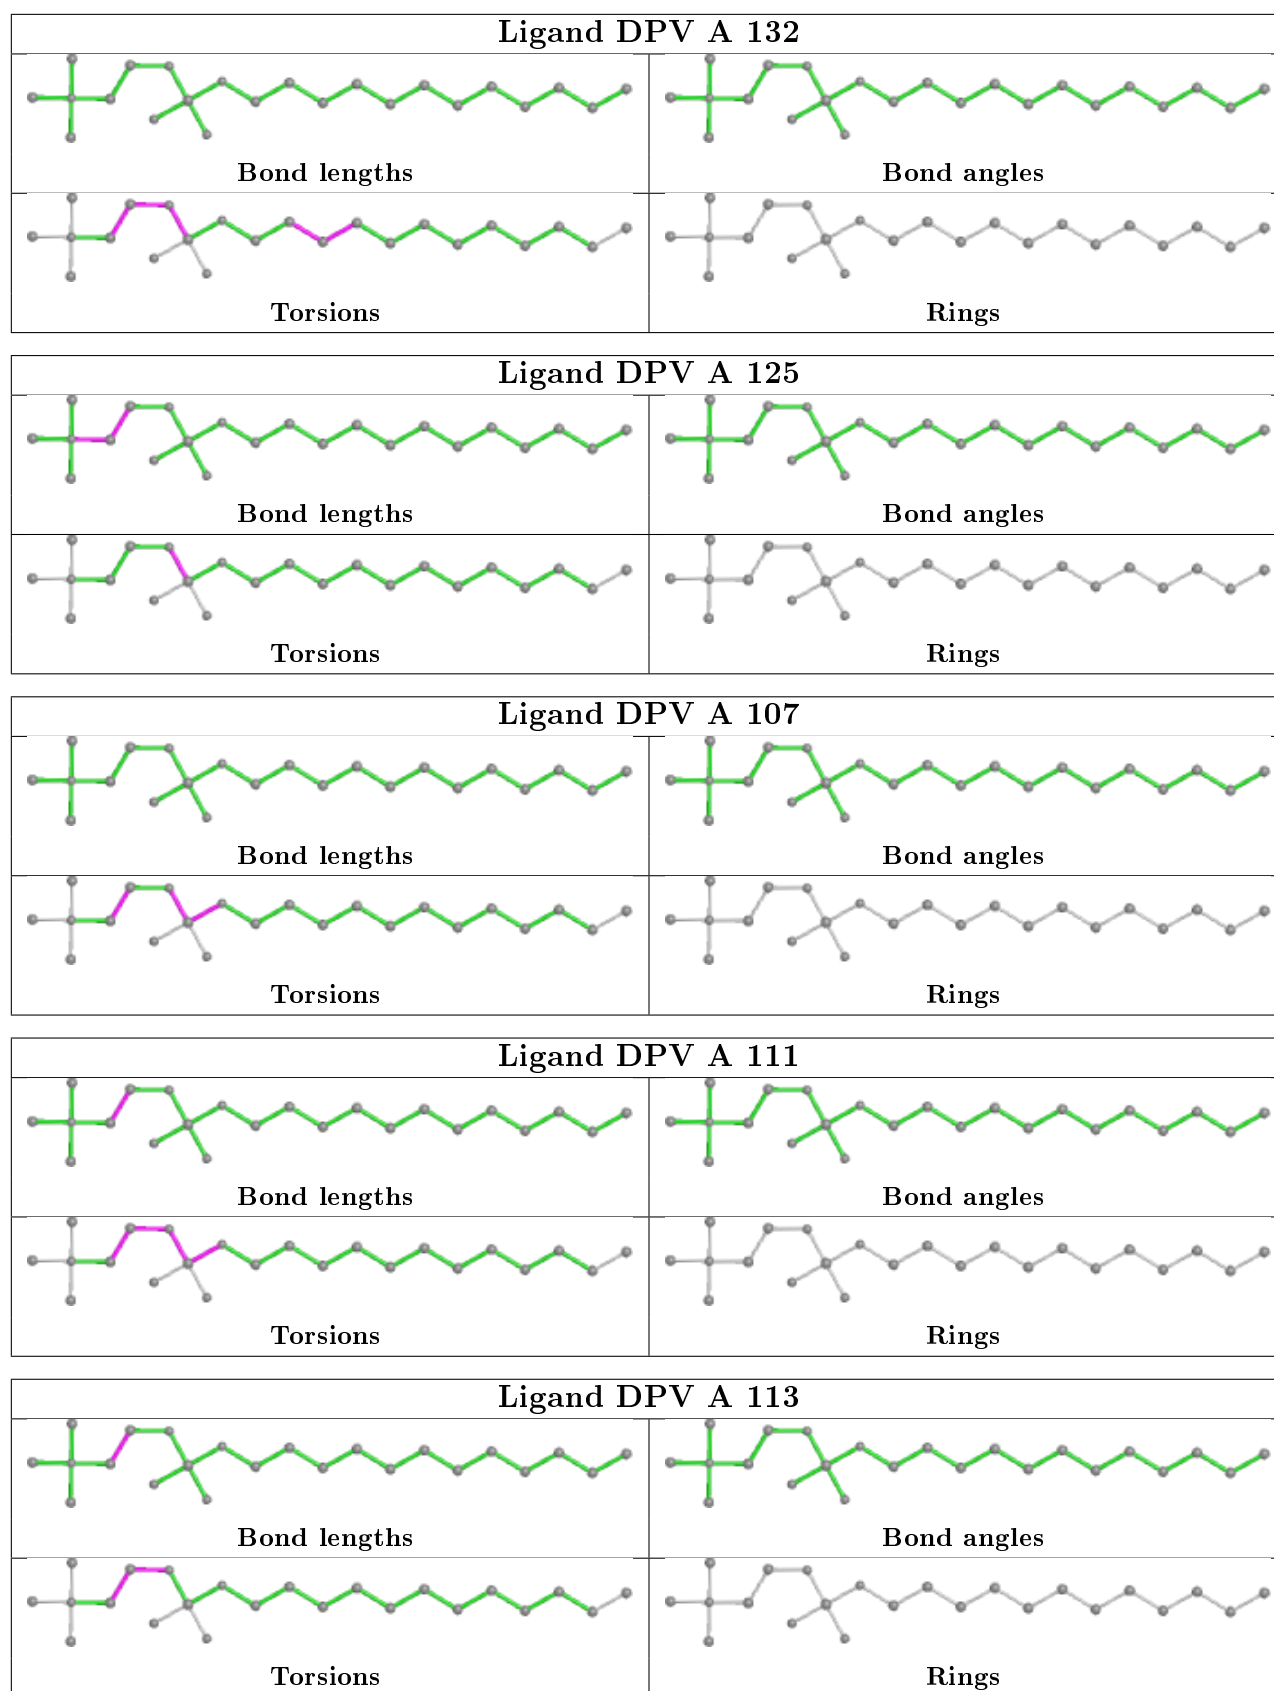 Ligand DPV A 132
Bond lengths
Bond angles
Torsions
Rings
Ligand DPV A 125
Bond lengths
Bond angles
Torsions
Rings
Ligand DPV A 107
Bond lengths
Bond angles
Torsions
Rings
Ligand DPV A 111
Bond lengths
Bond angles
Torsions
Rings
Ligand DPV A 113
Bond lengths
Bond angles
Torsions
Rings